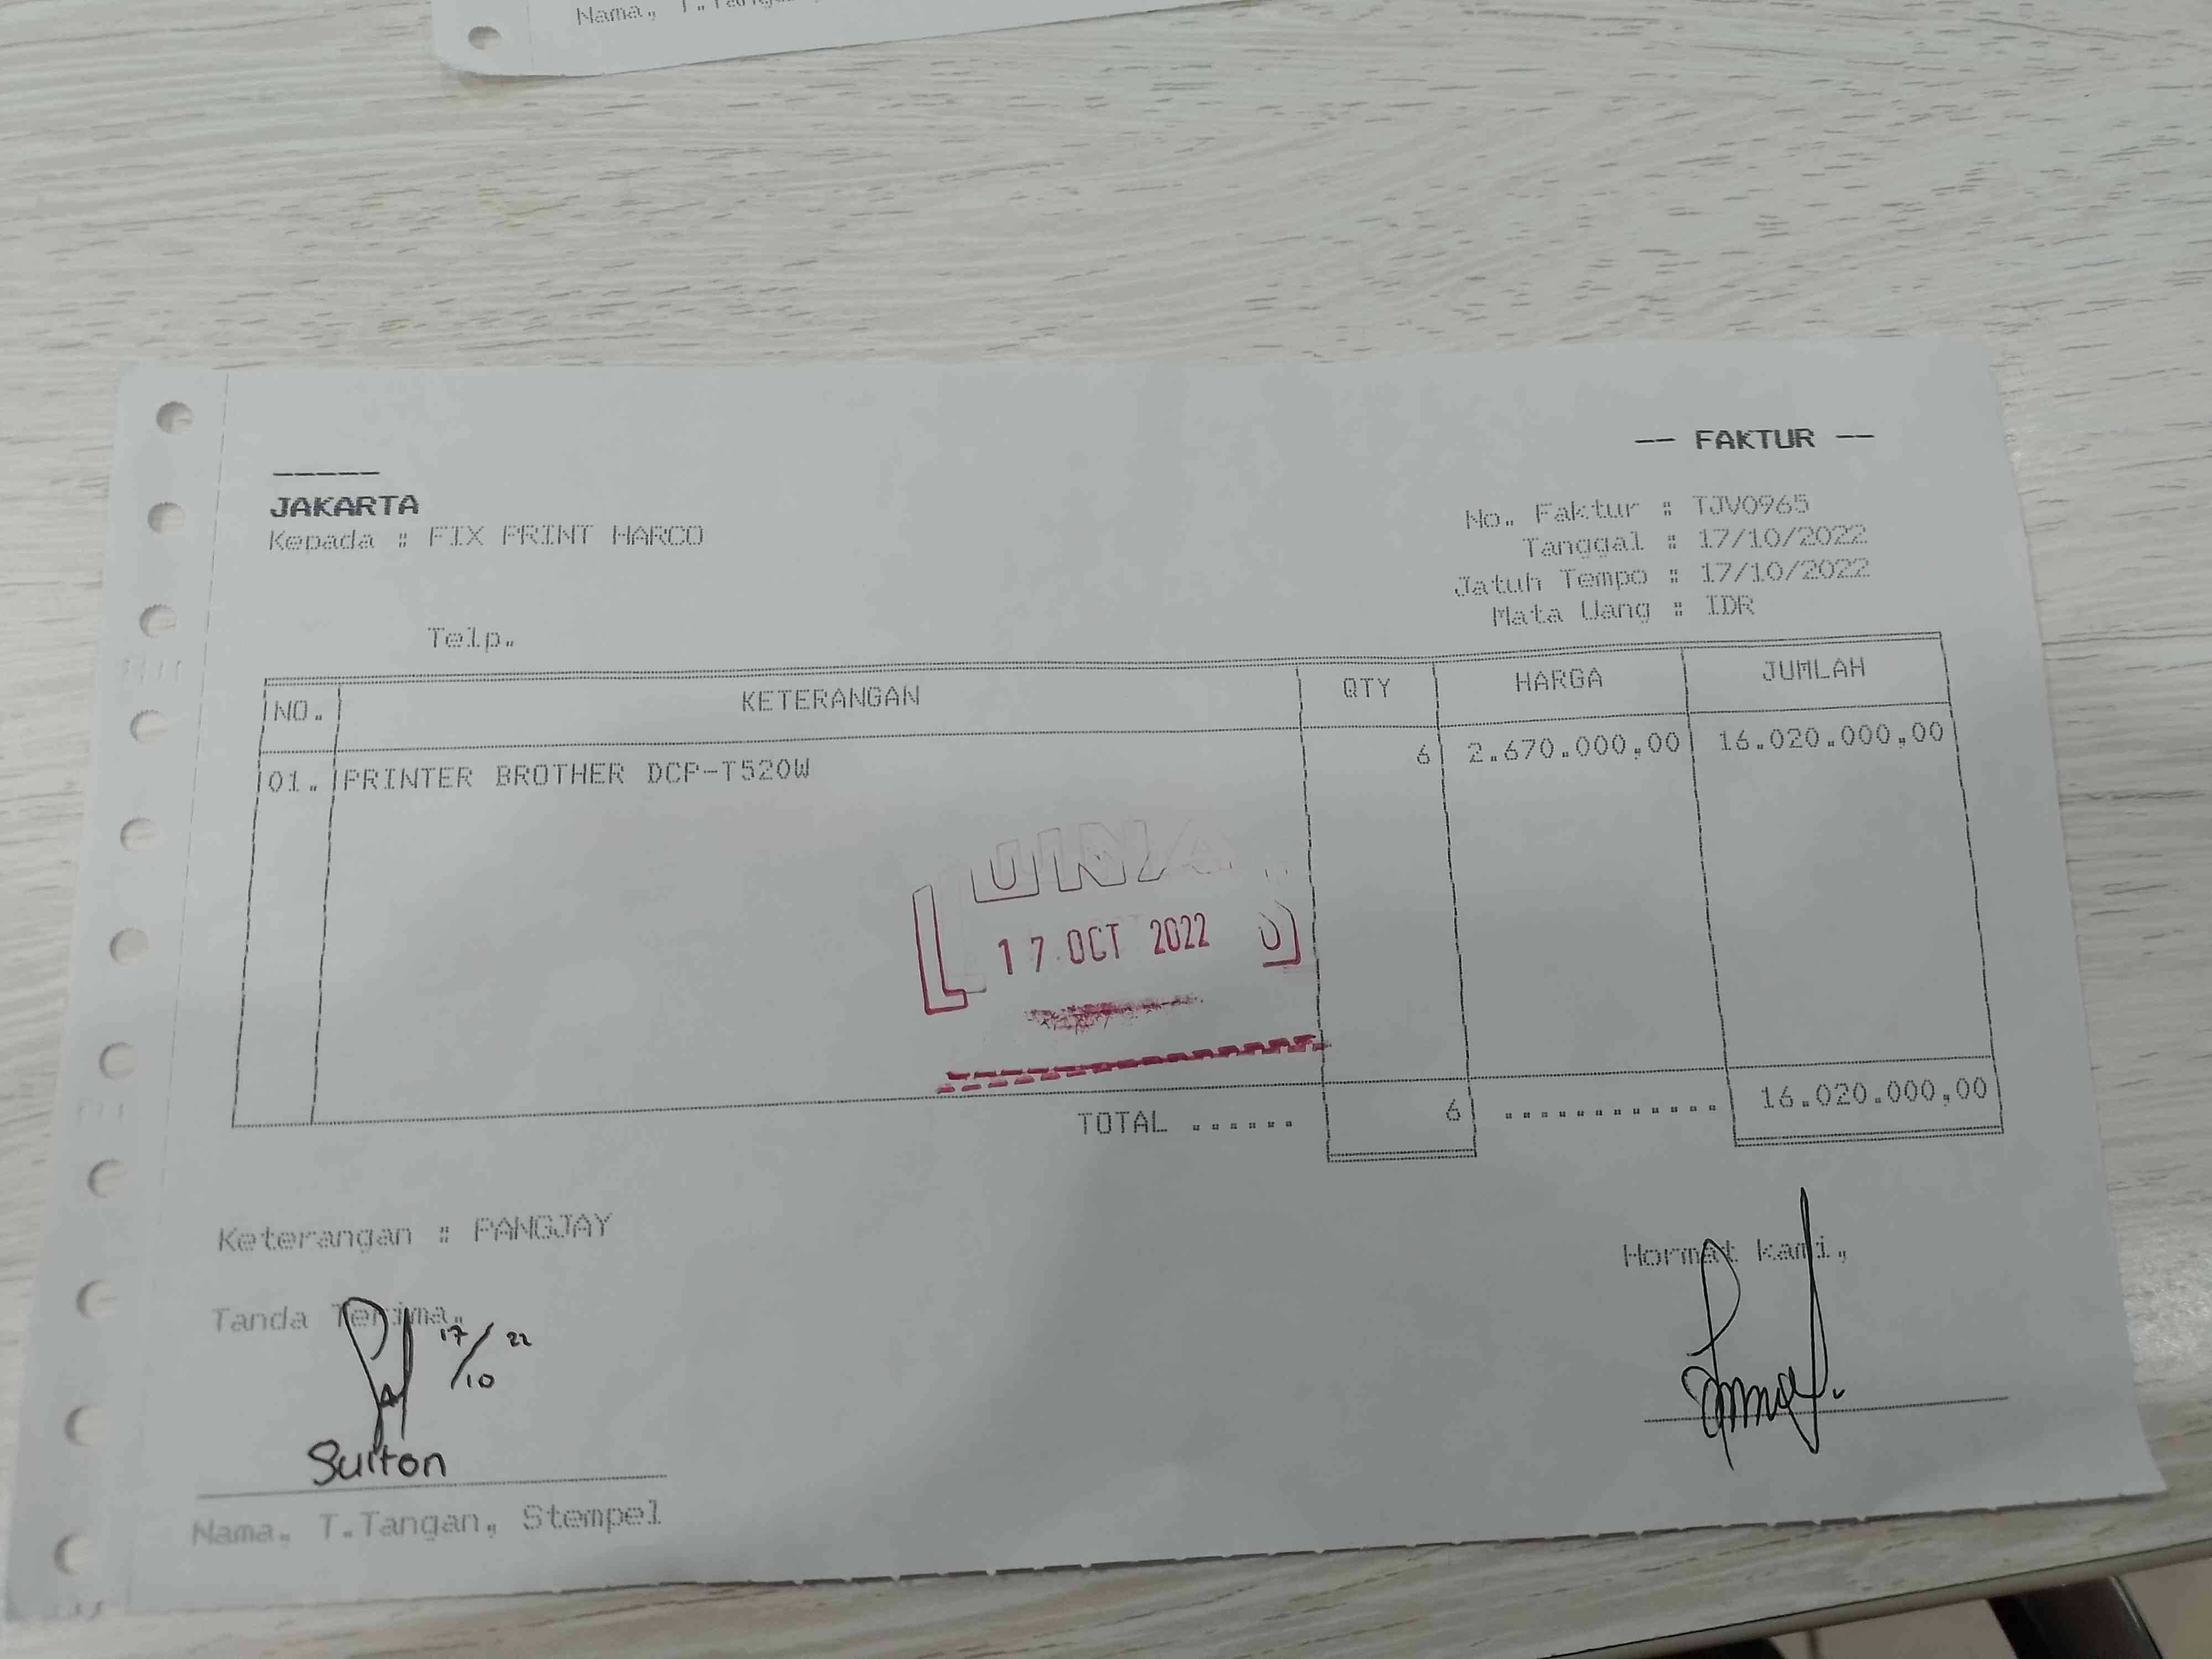 Nama,
-- FAKTUR --
-----
JAKARTA
Kepada : FIX PRINT HARCO
Telp.
No. Faktur : TJV0965
Tanggal : 17/10/2022
Jatuh Tempo : 17/10/2022
Mata Uang : IDR
NO. KETERANGAN QTY HARGA JUMLAH
01. PRINTER BROTHER DCP-T520W 6 2.670.000,00 16.020.000,00
LUNA
17 OCT 2022
TOTAL ...... 6 ............ 16.020.000,00
Keterangan : PANGJAY
Hormat kami,
Tanda Terima,
17/10 22
Sulton
Nama, T.Tangan, Stempel